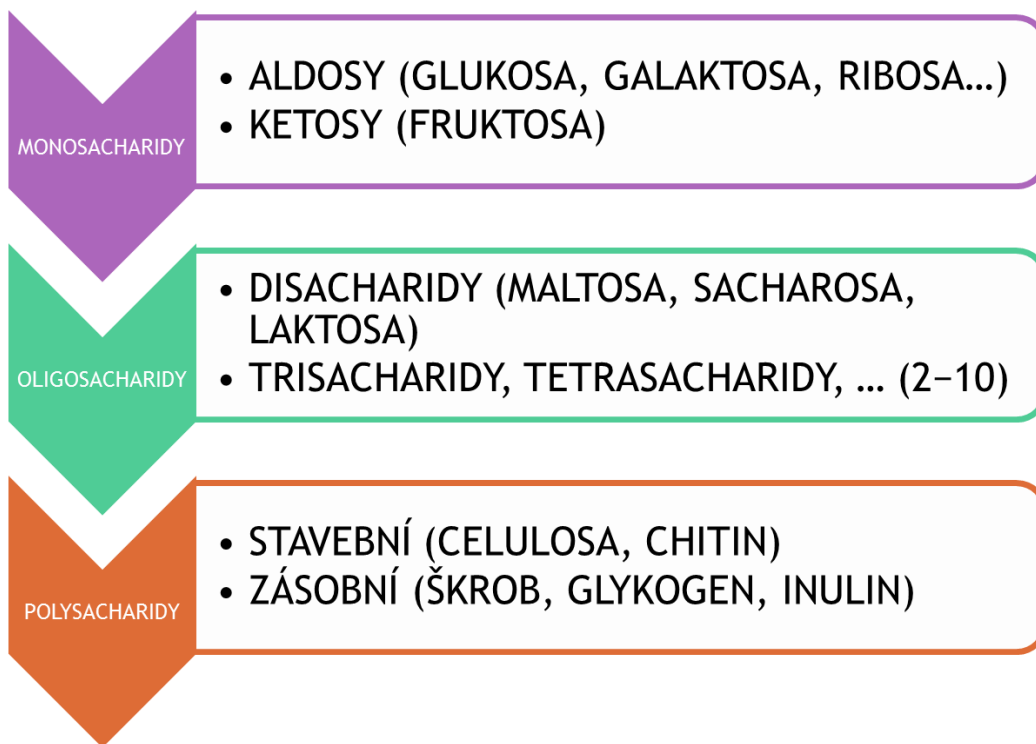 MONOSACHARIDY
• ALDOSY (GLUKOSA, GALAKTOSA, RIBOSA…)
• KETOSY (FRUKTOSA)
OLIGOSACHARIDY
• DISACHARIDY (MALTOSA, SACHAROSA,
LAKTOSA)
• TRISACHARIDY, TETRASACHARIDY, … (2–10)
POLYSACHARIDY
• STAVEBNÍ (CELULOSA, CHITIN)
• ZÁSOBNÍ (ŠKROB, GLYKOGEN, INULIN)